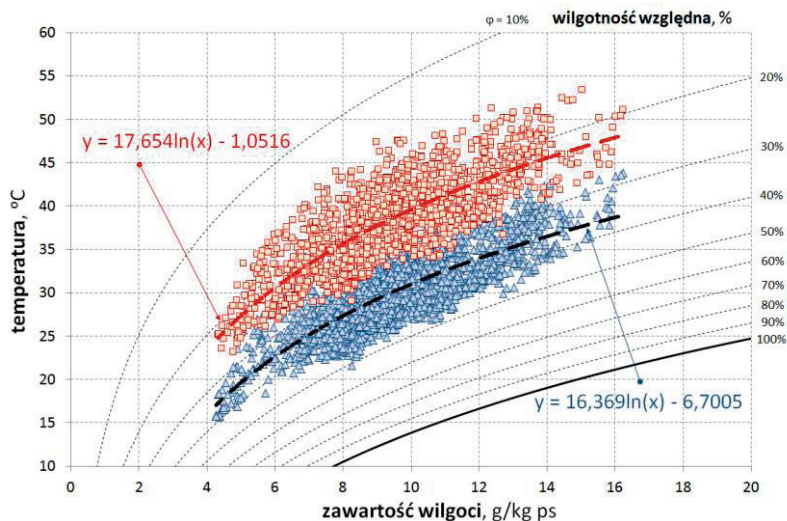 φ = 10%
wilgotność względna, %
60
55
50
45
40
35
30
25
20
15
10
temperatura, °C
20%
30%
40%
50%
60%
70%
80%
90%
100%
y = 17,654ln(x) - 1,0516
y = 16,369ln(x) - 6,7005
0 2 4 6 8 10 12 14 16 18 20
zawartość wilgoci, g/kg ps